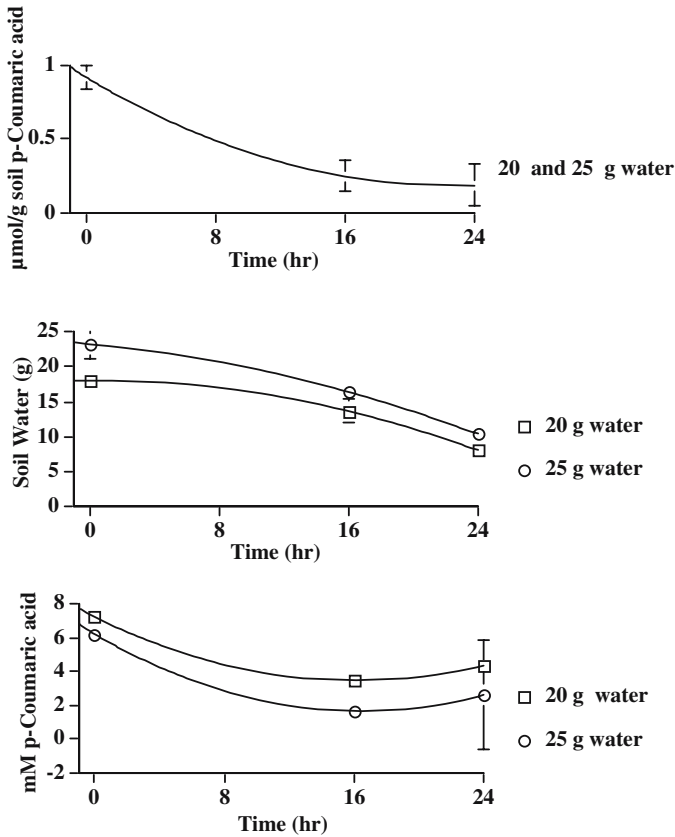 μmol/g soil p-Coumaric acid
1
0.5
0
0 8 16 24
Time (hr)
20 and 25 g water
Soil Water (g)
25
20
15
10
5
0
0 8 16 24
Time (hr)
20 g water
25 g water
mM p-Coumaric acid
8
6
4
2
0
-2
0 8 16 24
Time (hr)
20 g water
25 g water